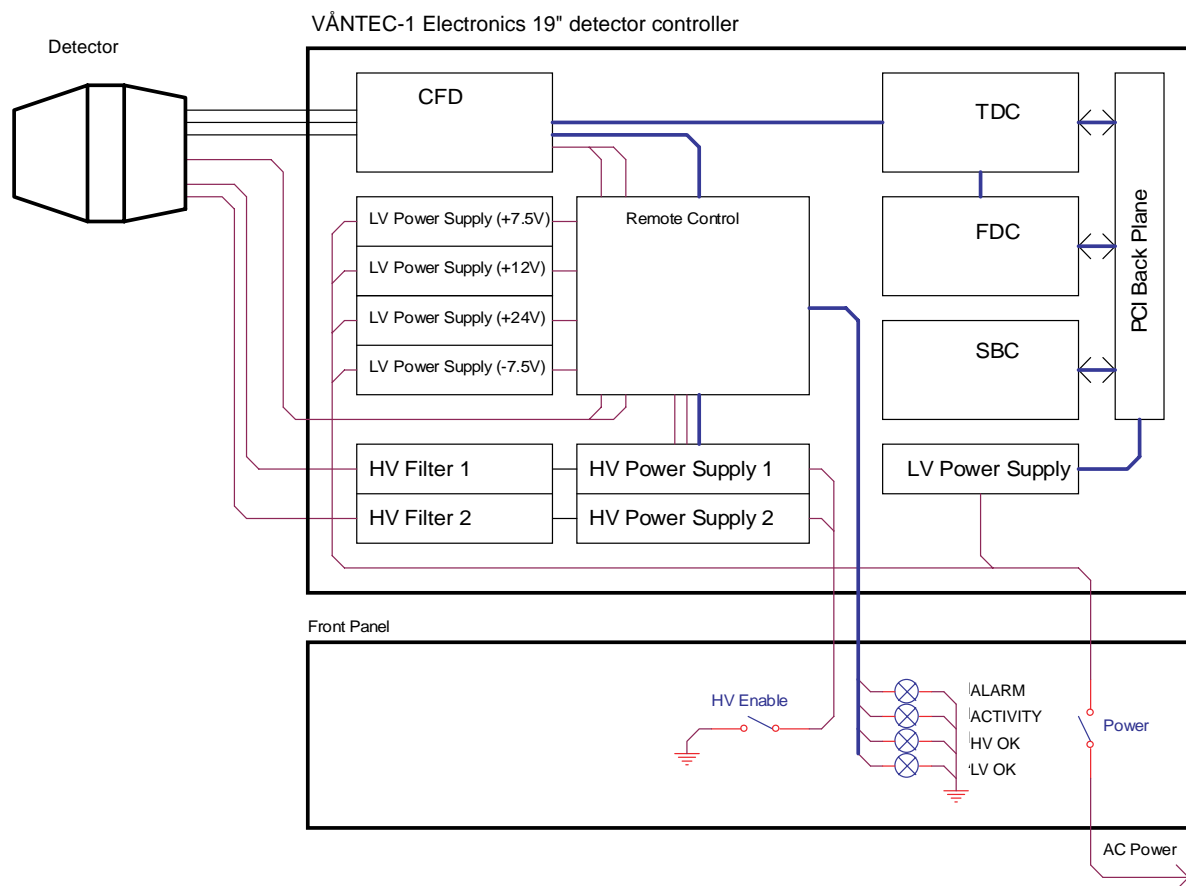 VÅNTEC-1 Electronics 19" detector controller
Detector
CFD
TDC
LV Power Supply (+7.5V)
Remote Control
FDC
PCI Back Plane
LV Power Supply (+12V)
LV Power Supply (+24V)
SBC
LV Power Supply (-7.5V)
HV Filter 1
HV Power Supply 1
LV Power Supply
HV Filter 2
HV Power Supply 2
Front Panel
HV Enable
ALARM
ACTIVITY
HV OK
LV OK
Power
AC Power